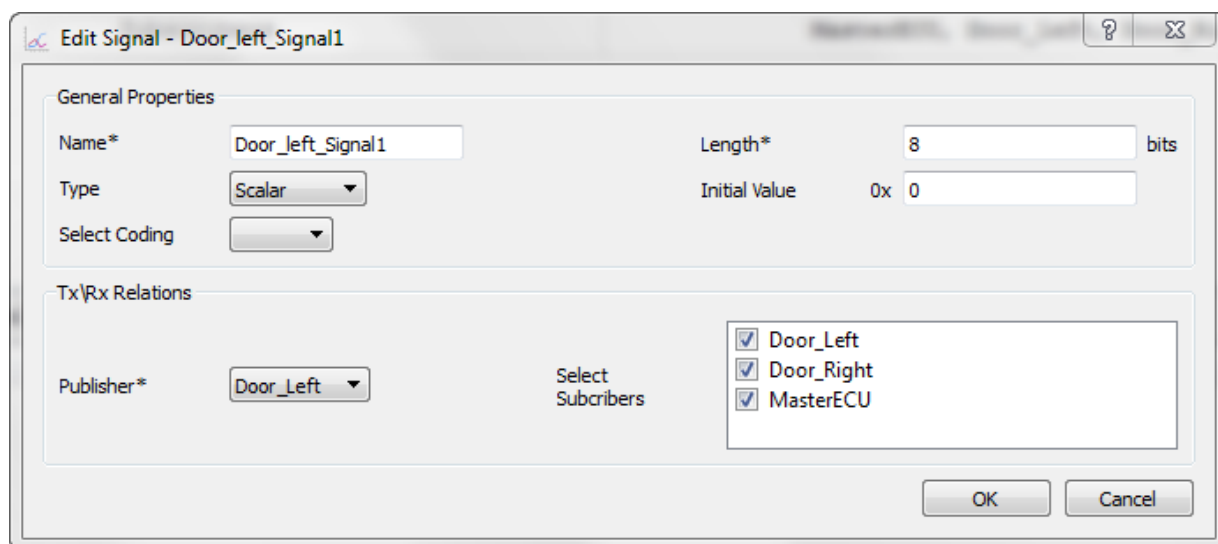 Edit Signal - Door_left_Signal1
General Properties
Name* Door_left_Signal1 Length* 8 bits
Type Scalar Initial Value 0x 0
Select Coding
Tx\Rx Relations
Publisher* Door_Left Select Subcribers
Door_Left
Door_Right
MasterECU
OK Cancel